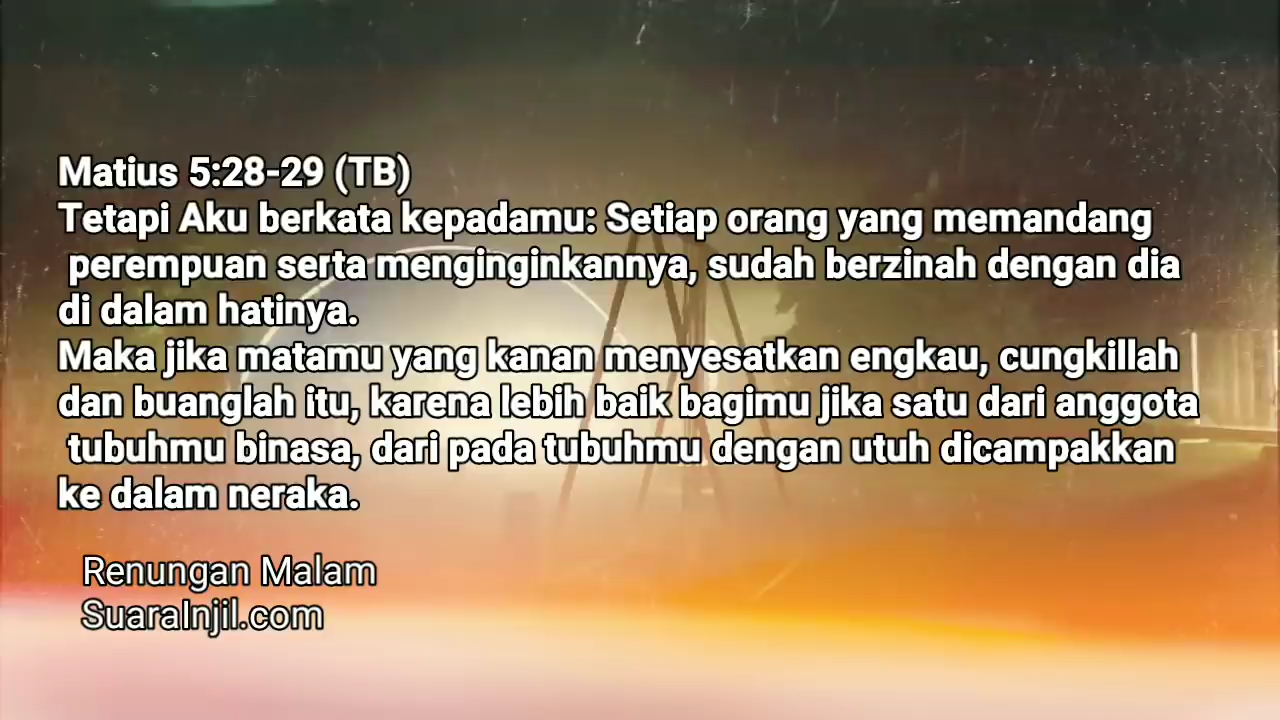 Matius 5:28-29 (TB)
Tetapi Aku berkata kepadamu: Setiap orang yang memandang
perempuan serta menginginkannya, sudah berzinah dengan dia
di dalam hatinya.
Maka jika matamu yang kanan menyesatkan engkau, cungkillah
dan buanglah itu, karena lebih baik bagimu jika satu dari anggota
tubuhmu binasa, dari pada tubuhmu dengan utuh dicampakkan
ke dalam neraka.
Renungan Malam
SuaraInjil.com